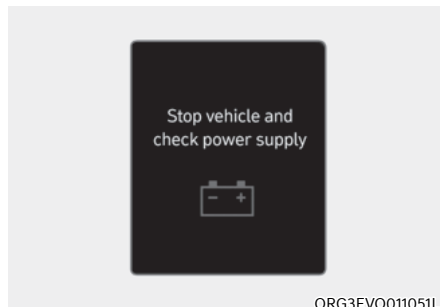 Stop vehicle and
check power supply
- +
ORG3EVQ011051L